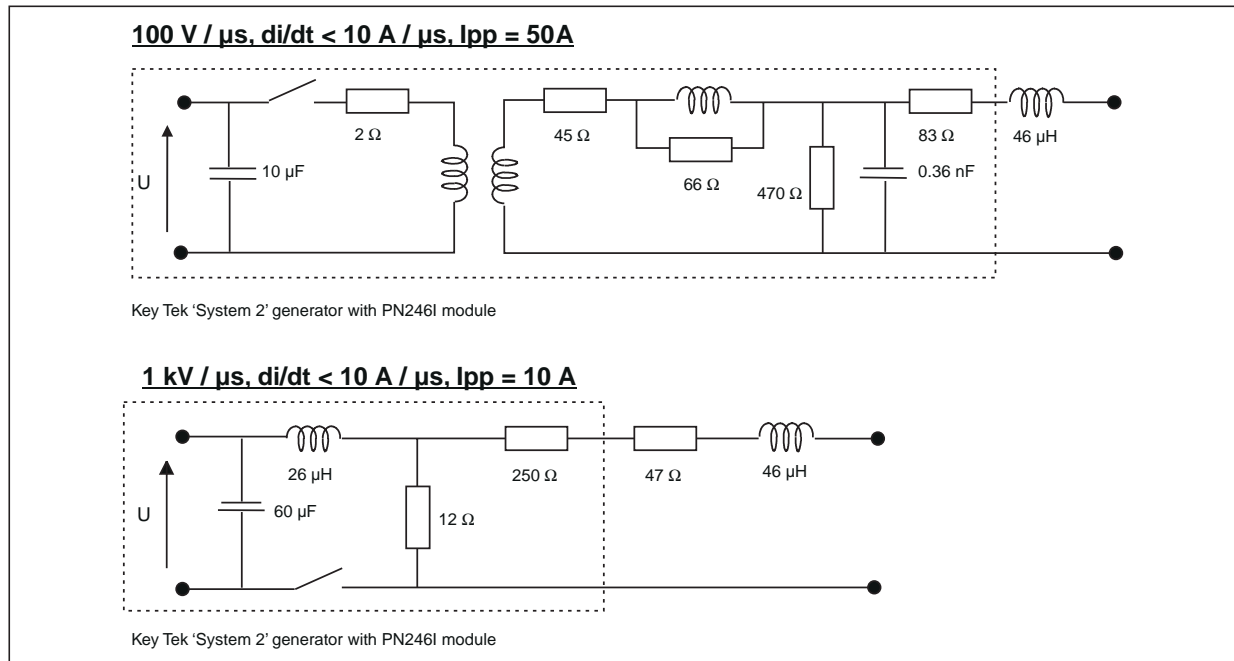 100 V / µs, di/dt < 10 A / µs, Ipp = 50A
2 Ω
45 Ω
83 Ω
46 µH
U
10 µF
66 Ω
470 Ω
0.36 nF
Key Tek ‘System 2’ generator with PN246I module
1 kV / µs, di/dt < 10 A / µs, Ipp = 10 A
26 µH
250 Ω
47 Ω
46 µH
U
60 µF
12 Ω
Key Tek ‘System 2’ generator with PN246I module